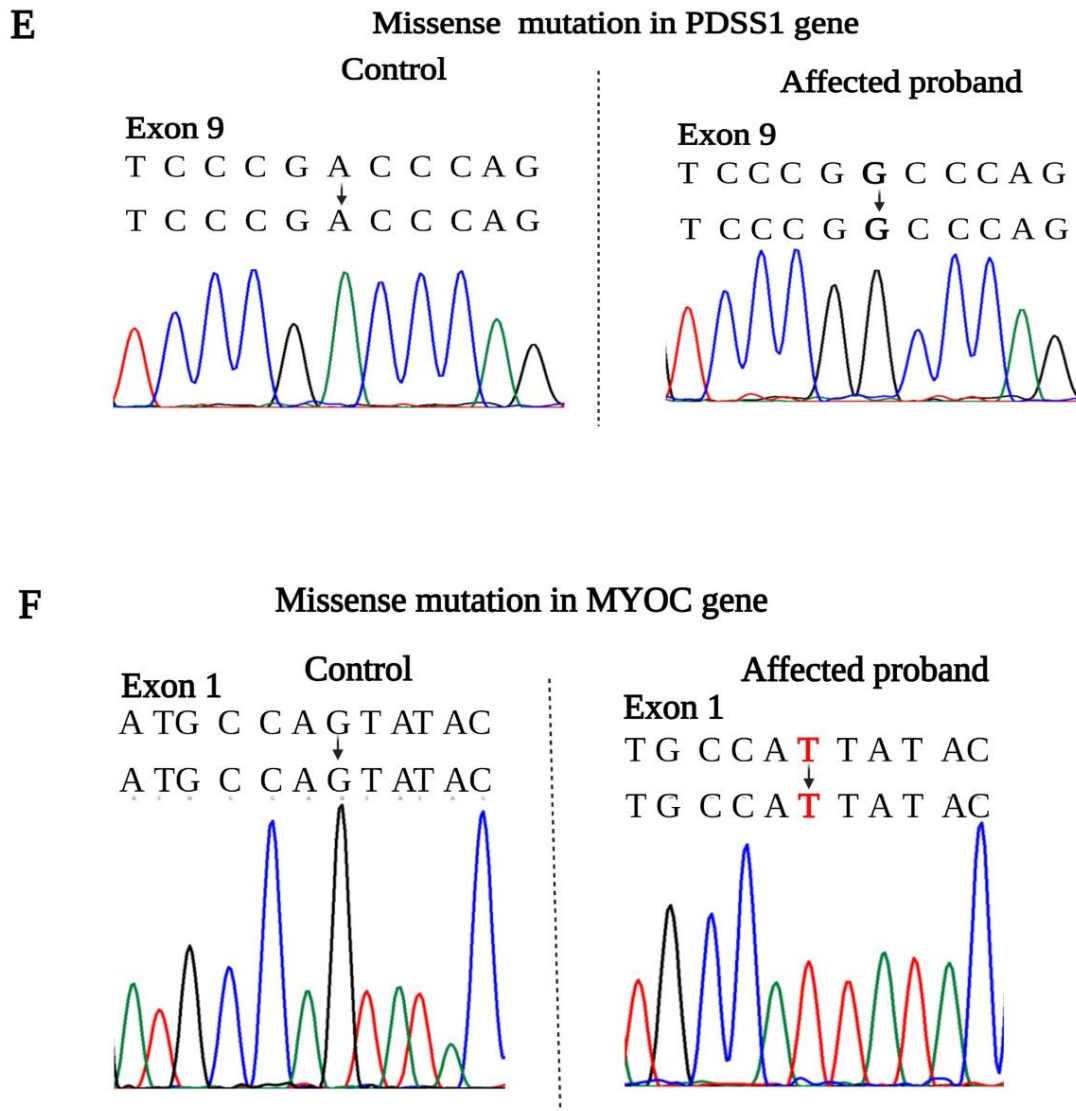 E
Missense mutation in PDSS1 gene
Control
Affected proband
Exon 9
T C C C G A C C C A G
T C C C G A C C C A G
Exon 9
T C C C G G C C C A G
T C C C G G C C C A G
F
Missense mutation in MYOC gene
Control
Affected proband
Exon 1
A TG C C A G T AT AC
A TG C C A G T AT AC
Exon 1
T G C C A T T A T AC
T G C C A T T A T AC